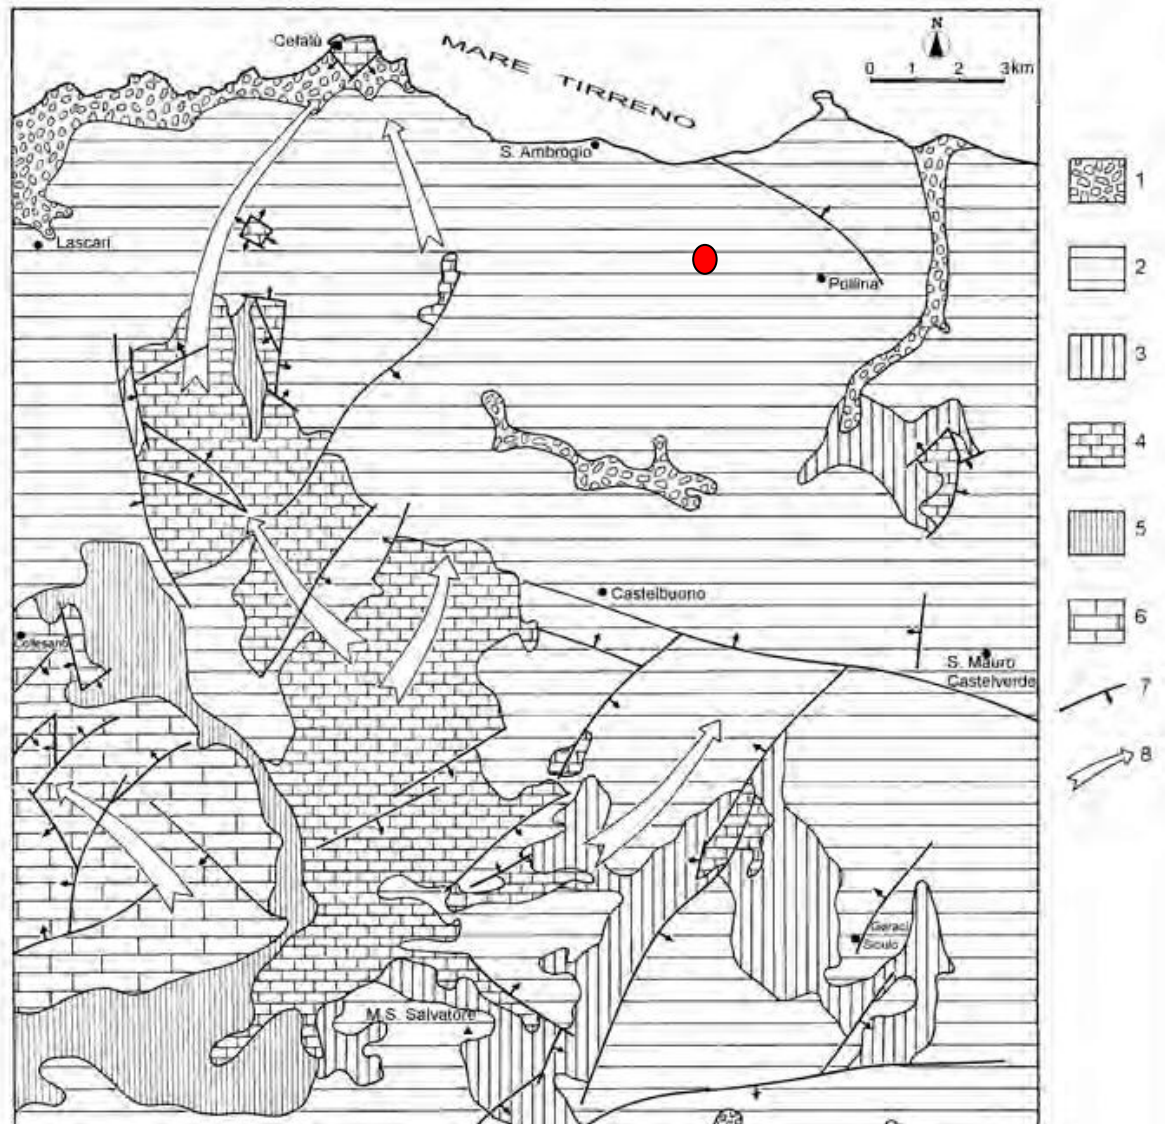 Cefalù
MARE TIRRENO
N
0 1 2 3km
S. Ambrogio
1
Lascari
2
Pollina
3
4
5
Castelbuono
6
Collesano
S. Mauro
Castelverde
7
8
Geraci
Siculo
M.S. Salvatore